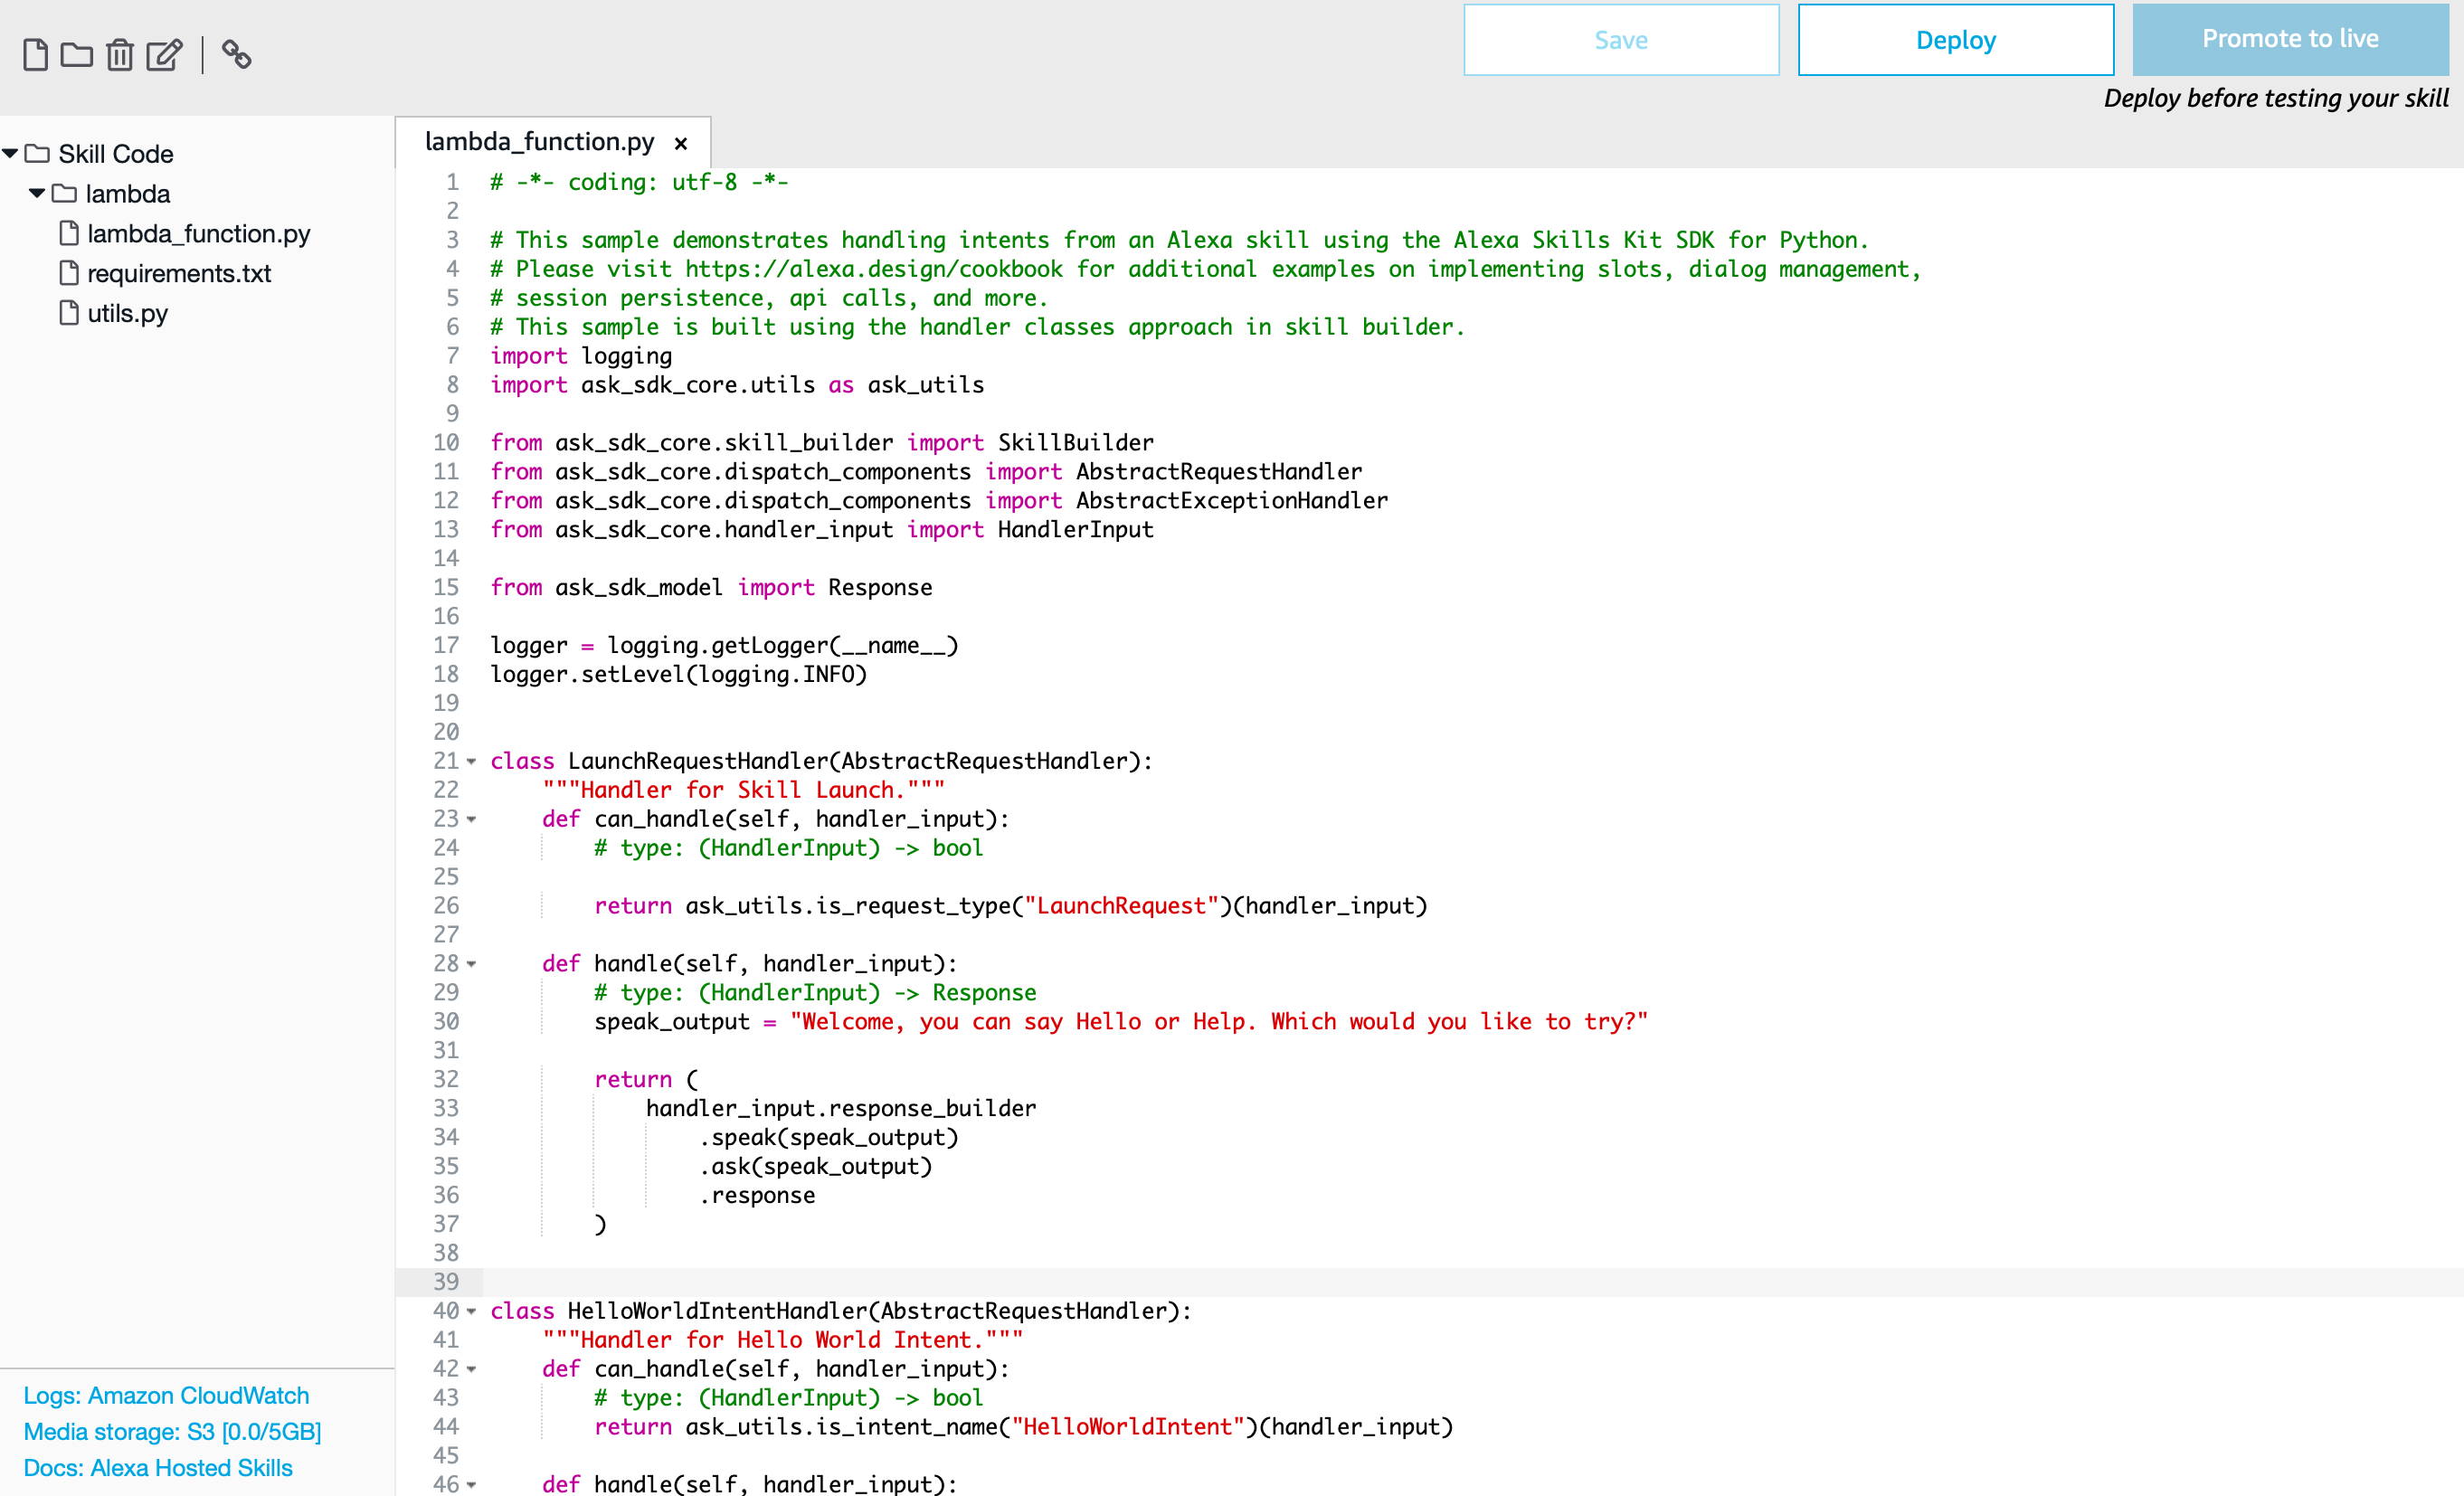 Save
Deploy
Promote to live
Deploy before testing your skill
Skill Code
lambda
lambda_function.py
requirements.txt
utils.py
Logs: Amazon CloudWatch
Media storage: S3 [0.0/5GB]
Docs: Alexa Hosted Skills
lambda_function.py ×
1 # -*- coding: utf-8 -*-
2
3 # This sample demonstrates handling intents from an Alexa skill using the Alexa Skills Kit SDK for Python.
4 # Please visit https://alexa.design/cookbook for additional examples on implementing slots, dialog management,
5 # session persistence, api calls, and more.
6 # This sample is built using the handler classes approach in skill builder.
7 import logging
8 import ask_sdk_core.utils as ask_utils
9
10 from ask_sdk_core.skill_builder import SkillBuilder
11 from ask_sdk_core.dispatch_components import AbstractRequestHandler
12 from ask_sdk_core.dispatch_components import AbstractExceptionHandler
13 from ask_sdk_core.handler_input import HandlerInput
14
15 from ask_sdk_model import Response
16
17 logger = logging.getLogger(__name__)
18 logger.setLevel(logging.INFO)
19
20
21 class LaunchRequestHandler(AbstractRequestHandler):
22     """Handler for Skill Launch."""
23     def can_handle(self, handler_input):
24         # type: (HandlerInput) -> bool
25
26         return ask_utils.is_request_type("LaunchRequest")(handler_input)
27
28     def handle(self, handler_input):
29         # type: (HandlerInput) -> Response
30         speak_output = "Welcome, you can say Hello or Help. Which would you like to try?"
31
32         return (
33             handler_input.response_builder
34                 .speak(speak_output)
35                 .ask(speak_output)
36                 .response
37         )
38
39
40 class HelloWorldIntentHandler(AbstractRequestHandler):
41     """Handler for Hello World Intent."""
42     def can_handle(self, handler_input):
43         # type: (HandlerInput) -> bool
44         return ask_utils.is_intent_name("HelloWorldIntent")(handler_input)
45
46     def handle(self, handler_input):